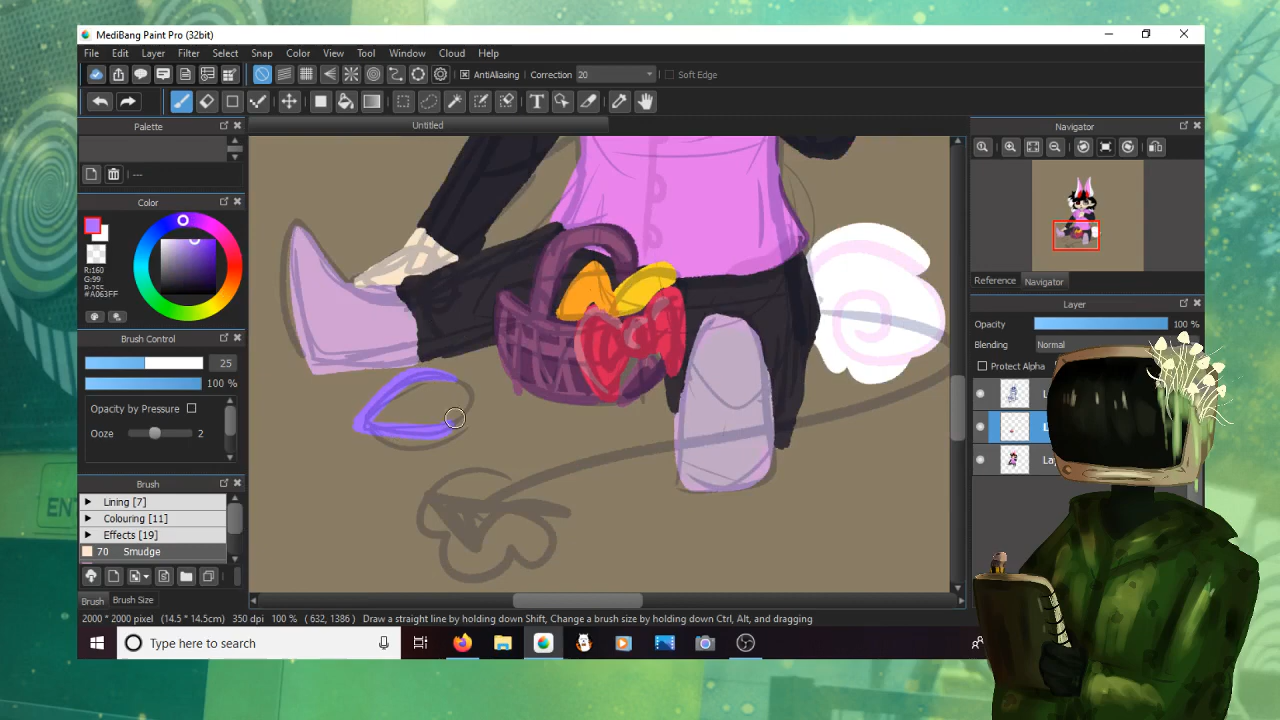 MediBang Paint Pro (32bit)
File Edit Layer Filter Select Snap Color View Tool Window Cloud Help
AntiAliasing Correction 20 Soft Edge
Palette
Untitled
Navigator
---
Color
R:160
G:99
B:255
#A063FF
Reference Navigator
Layer
Opacity 100 %
Blending Normal
Protect Alpha
Brush Control
25
100 %
Opacity by Pressure
Ooze 2
Brush
Lining [7]
Colouring [11]
Effects [19]
70 Smudge
Brush Brush Size
2000 * 2000 pixel (14.5 * 14.5cm) 350 dpi 100 % ( 632, 1386 ) Draw a straight line by holding down Shift, Change a brush size by holding down Ctrl, Alt, and dragging
Type here to search